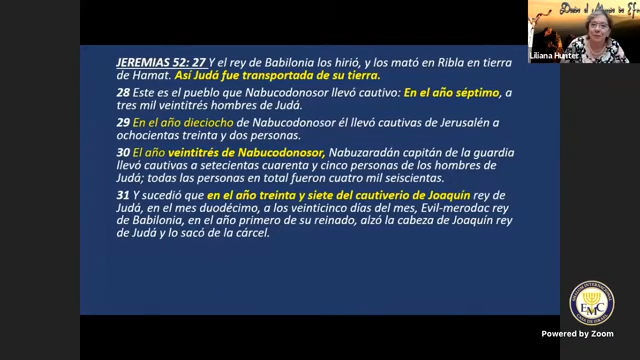 Liliana Hunter
JEREMIAS 52: 27 Y el rey de Babilonia los hirió, y los mató en Ribla en tierra
de Hamat. Así Judá fue transportada de su tierra.
28 Este es el pueblo que Nabucodonosor llevó cautivo: En el año séptimo, a
tres mil veintitrés hombres de Judá.
29 En el año dieciocho de Nabucodonosor él llevó cautivas de Jerusalén a
ochocientas treinta y dos personas.
30 El año veintitrés de Nabucodonosor, Nabuzaradán capitán de la guardia
llevó cautivas a setecientas cuarenta y cinco personas de los hombres de
Judá; todas las personas en total fueron cuatro mil seiscientas.
31 Y sucedió que en el año treinta y siete del cautiverio de Joaquín rey de
Judá, en el mes duodécimo, a los veinticinco días del mes, Evil-merodac rey
de Babilonia, en el año primero de su reinado, alzó la cabeza de Joaquín rey
de Judá y lo sacó de la cárcel.
EMC
Powered by Zoom